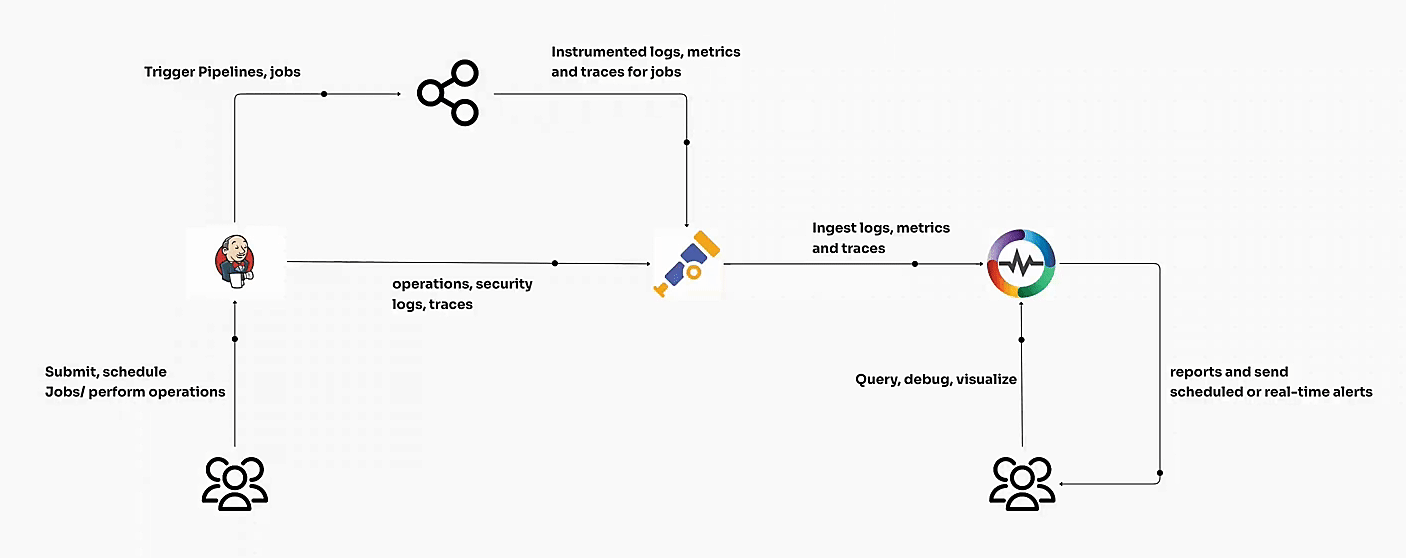 Trigger Pipelines, jobs
Instrumented logs, metrics
and traces for jobs
Ingest logs, metrics
and traces
operations, security
logs, traces
Submit, schedule
Jobs/ perform operations
Query, debug, visualize
reports and send
scheduled or real-time alerts